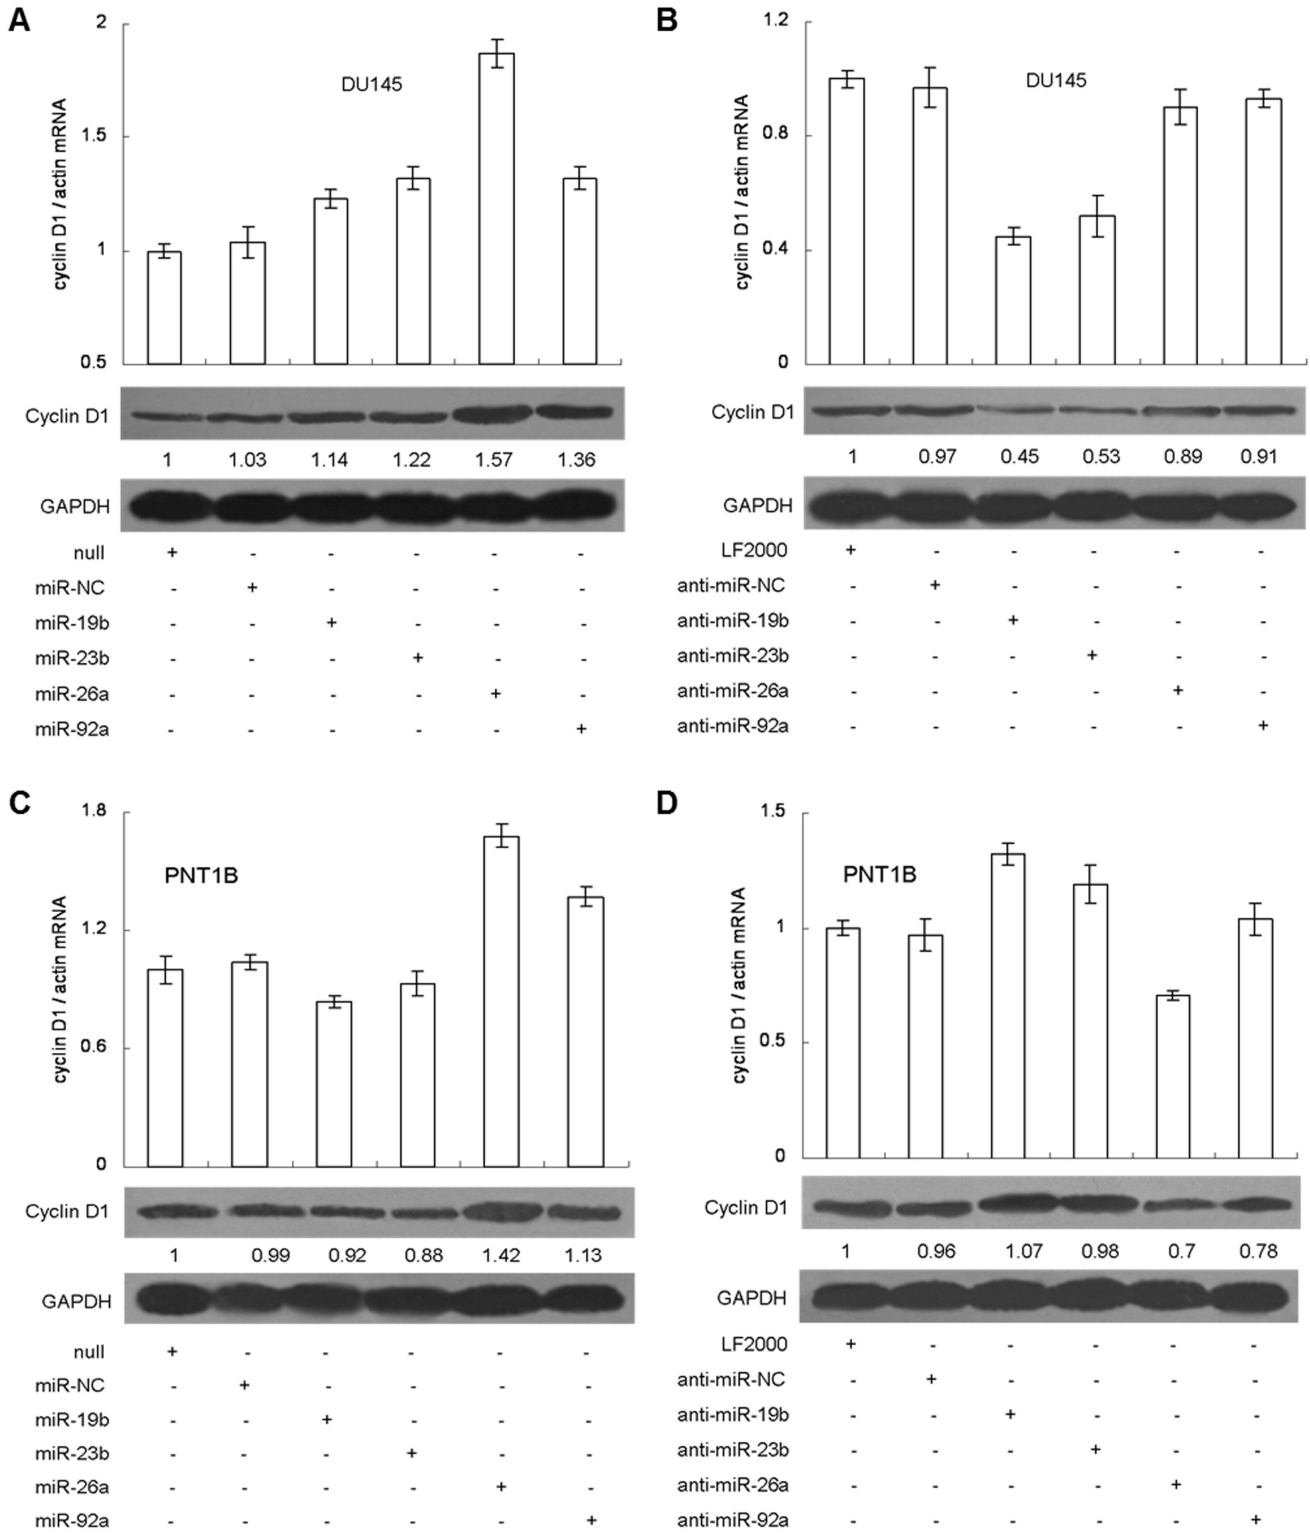 A
2
1.5
1
0.5
cyclin D1 / actin mRNA
DU145
Cyclin D1
1 1.03 1.14 1.22 1.57 1.36
GAPDH
null + - - - - -
miR-NC - + - - - -
miR-19b - - + - - -
miR-23b - - - + - -
miR-26a - - - - + -
miR-92a - - - - - +
B
1.2
0.8
0.4
0
cyclin D1 / actin mRNA
DU145
Cyclin D1
1 0.97 0.45 0.53 0.89 0.91
GAPDH
LF2000 + - - - - -
anti-miR-NC - + - - - -
anti-miR-19b - - + - - -
anti-miR-23b - - - + - -
anti-miR-26a - - - - + -
anti-miR-92a - - - - - +
C
1.8
1.2
0.6
0
cyclin D1 / actin mRNA
PNT1B
Cyclin D1
1 0.99 0.92 0.88 1.42 1.13
GAPDH
null + - - - - -
miR-NC - + - - - -
miR-19b - - + - - -
miR-23b - - - + - -
miR-26a - - - - + -
miR-92a - - - - - +
D
1.5
1
0.5
0
cyclin D1 / actin mRNA
PNT1B
Cyclin D1
1 0.96 1.07 0.98 0.7 0.78
GAPDH
LF2000 + - - - - -
anti-miR-NC - + - - - -
anti-miR-19b - - + - - -
anti-miR-23b - - - + - -
anti-miR-26a - - - - + -
anti-miR-92a - - - - - +